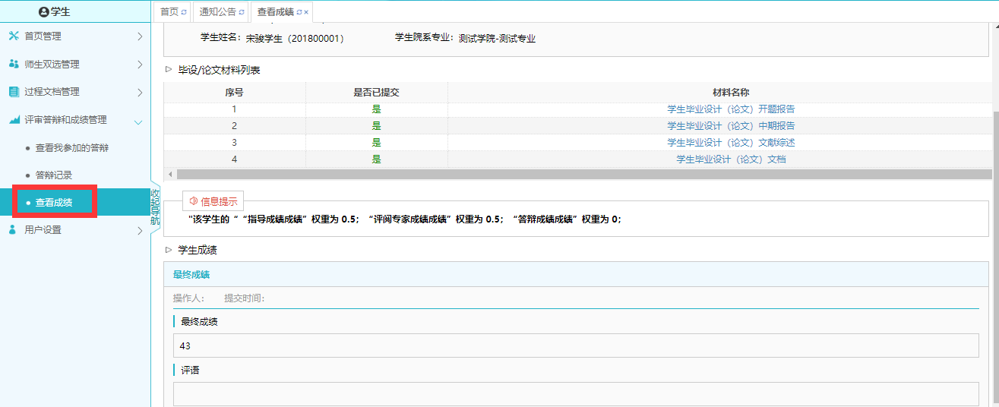 学生
首页管理
师生双选管理
过程文档管理
评审答辩和成绩管理
查看我参加的答辩
答辩记录
查看成绩
用户设置
收起导航
首页 通知公告 查看成绩
学生姓名：宋骏学生（201800001） 学生院系专业：测试学院-测试专业
毕设/论文材料列表
序号 是否已提交 材料名称
1 是 学生毕业设计（论文）开题报告
2 是 学生毕业设计（论文）中期报告
3 是 学生毕业设计（论文）文献综述
4 是 学生毕业设计（论文）文档
信息提示
"该学生的“ “指导成绩成绩”权重为 0.5； “评阅专家成绩成绩”权重为 0.5； “答辩成绩成绩”权重为 0；
学生成绩
最终成绩
操作人： 提交时间：
最终成绩
43
评语